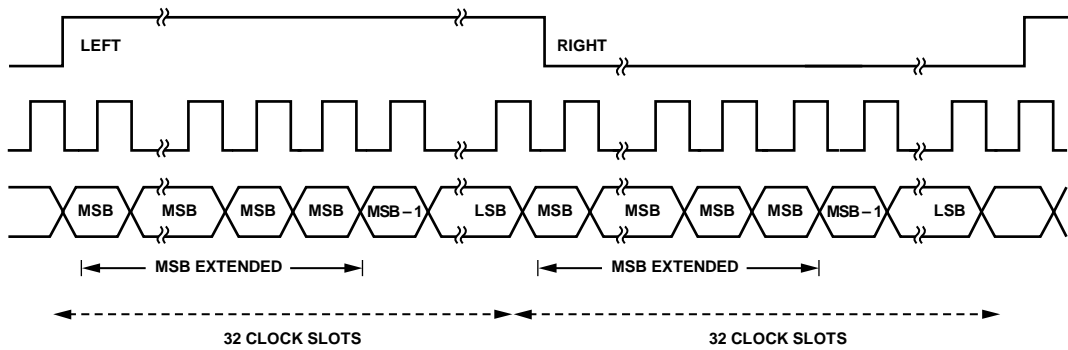 LEFT RIGHT
MSB MSB MSB MSB MSB–1 LSB MSB MSB MSB MSB MSB-1 LSB
MSB EXTENDED MSB EXTENDED
32 CLOCK SLOTS 32 CLOCK SLOTS